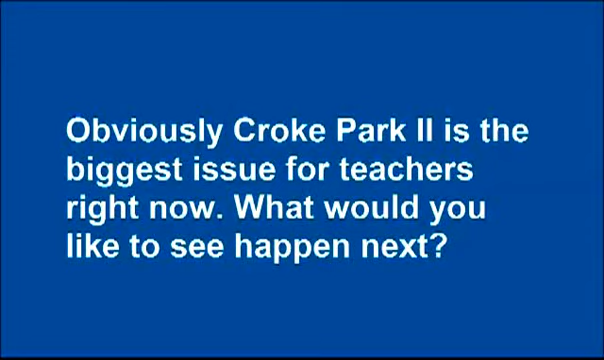 Obviously Croke Park II is the
biggest issue for teachers
right now. What would you
like to see happen next?